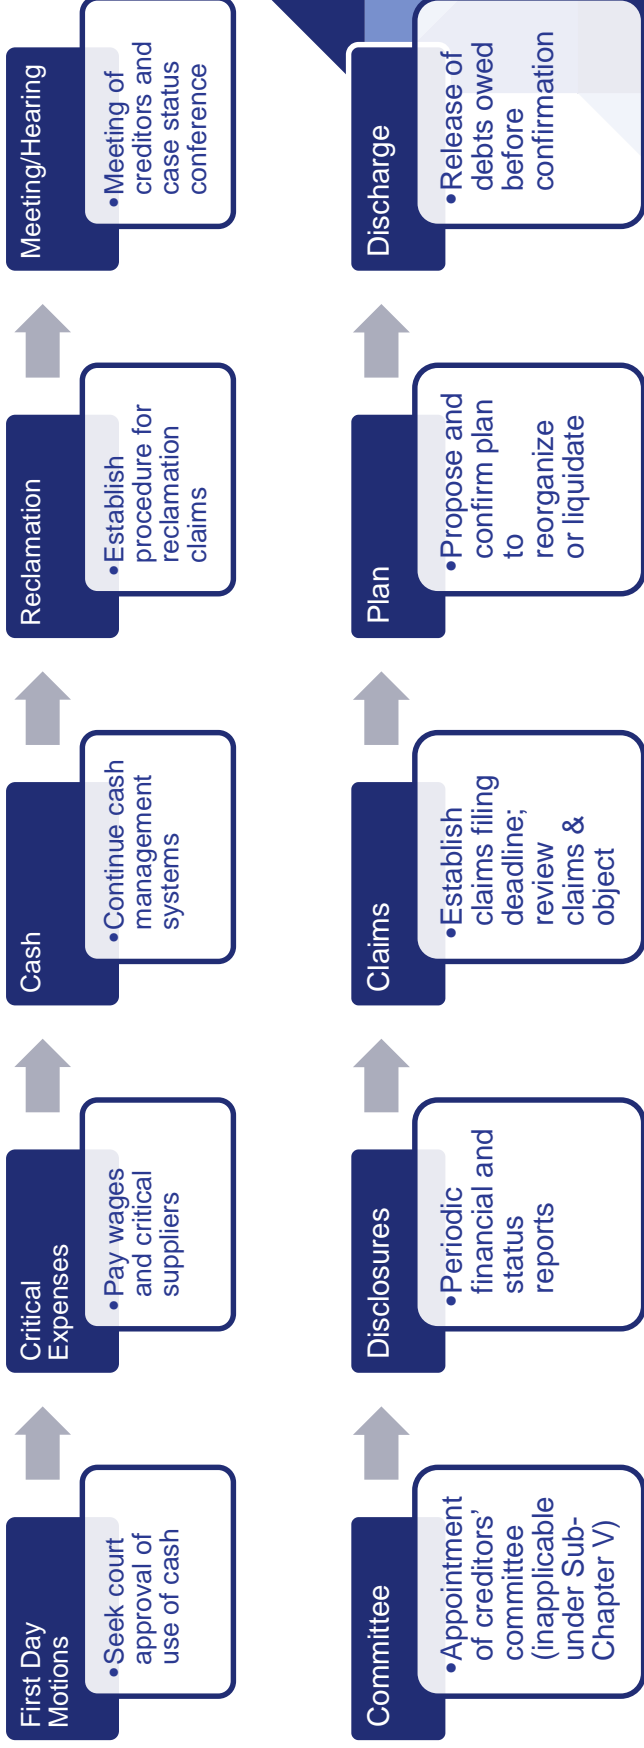 First Day
Motions
•Seek court
approval of
use of cash
Critical
Expenses
•Pay wages
and critical
suppliers
Cash
•Continue cash
management
systems
Reclamation
•Establish
procedure for
reclamation
claims
Meeting/Hearing
•Meeting of
creditors and
case status
conference
Committee
•Appointment
of creditors’
committee
(inapplicable
under Sub-
Chapter V)
Disclosures
•Periodic
financial and
status
reports
Claims
•Establish
claims filing
deadline;
review
claims &
object
Plan
•Propose and
confirm plan
to
reorganize
or liquidate
Discharge
•Release of
debts owed
before
confirmation